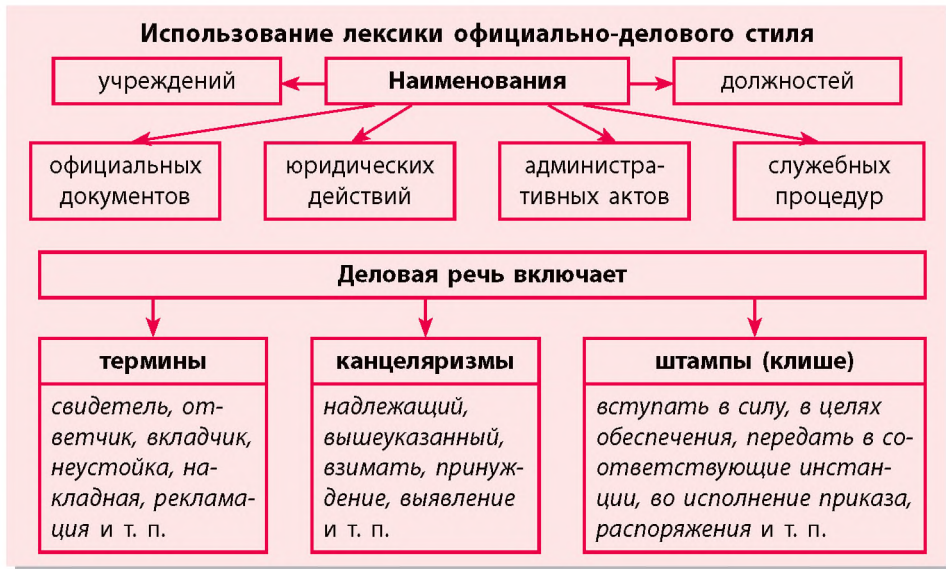 Использование лексики официально-делового стиля
учреждений
Наименования
должностей
официальных
документов
юридических
действий
администра-
тивных актов
служебных
процедур
Деловая речь включает
термины
свидетель, от-
ветчик, вкладчик,
неустойка, на-
кладная, реклама-
ция и т. п.
канцеляризмы
надлежащий,
вышеуказанный,
взимать, принуж-
дение, выявление
и т. п.
штампы (клише)
вступать в силу, в целях
обеспечения, передать в со-
ответствующие инстан-
ции, во исполнение приказа,
распоряжения и т. п.